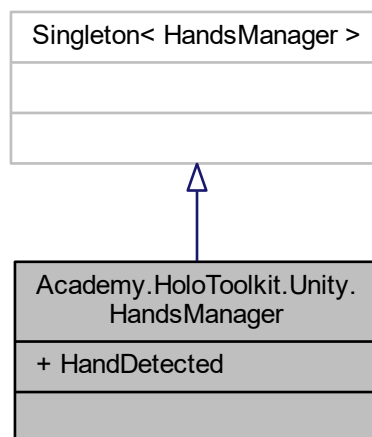 Singleton< HandsManager >
Academy.HoloToolkit.Unity.
HandsManager
+ HandDetected